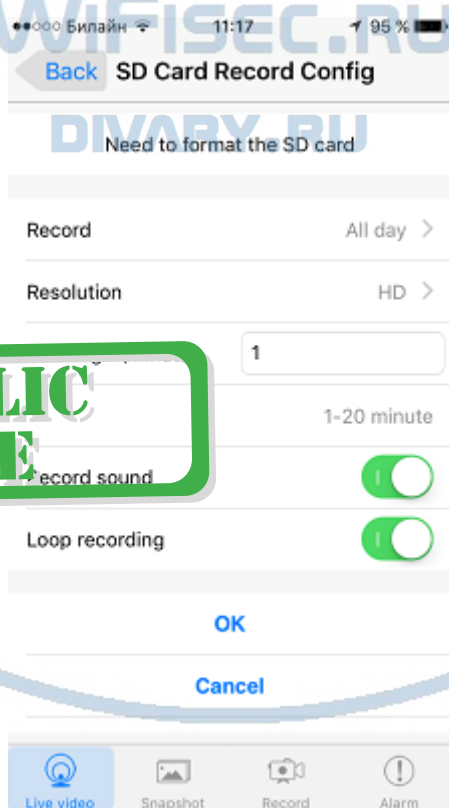 WIFISEC.RU
Билайн 11:17 95 %
Back SD Card Record Config
DIVARY.RU
Need to format the SD card
Record All day
Resolution HD
1
LIC
1-20 minute
E
Record sound
Loop recording
OK
Cancel
Live video Snapshot Record Alarm